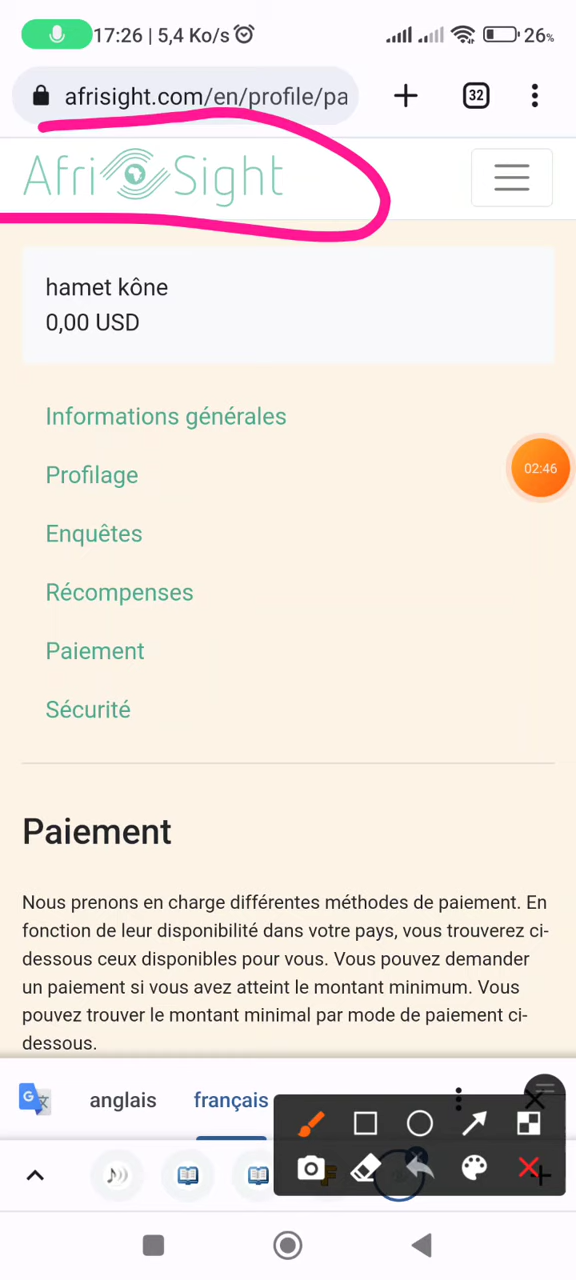 17:26 | 5,4 Ko/s 26%
afrisight.com/en/profile/pa 32
AfriSight
hamet kône
0,00 USD
02:46
Informations générales
Profilage
Enquêtes
Récompenses
Paiement
Sécurité
Paiement
Nous prenons en charge différentes méthodes de paiement. En
fonction de leur disponibilité dans votre pays, vous trouverez ci-
dessous ceux disponibles pour vous. Vous pouvez demander
un paiement si vous avez atteint le montant minimum. Vous
pouvez trouver le montant minimal par mode de paiement ci-
dessous.
anglais français